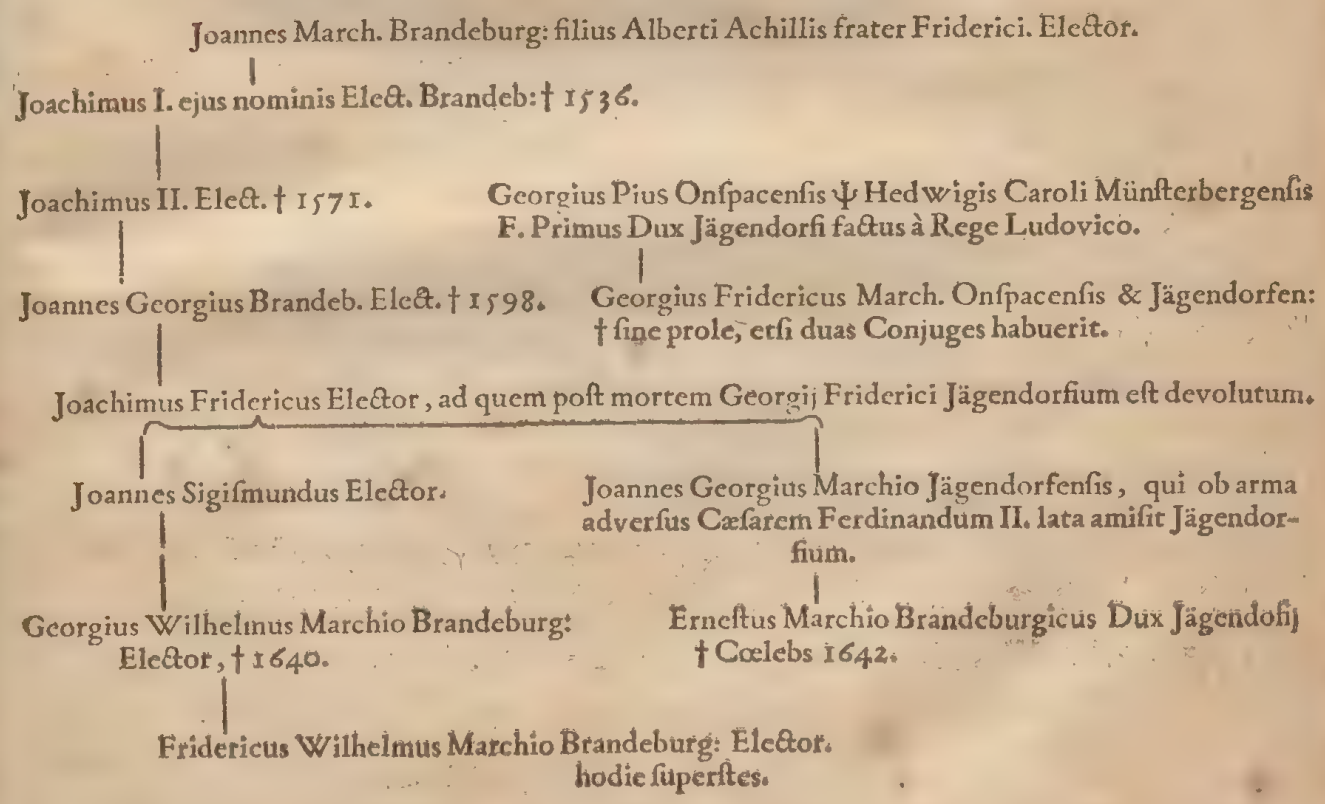 Joannes March. Brandeburg: filius Alberti Achillis frater Friderici. Elector.
Joachimus I. ejus nominis Elect. Brandeb: † 1536.
Joachimus II. Elect. † 1571.
Georgius Pius Onſpacenſis Ψ Hedwigis Caroli Münſterbergenſis
F. Primus Dux Jägendorfi factus à Rege Ludovico.
Joannes Georgius Brandeb. Elect. † 1598.
Georgius Fridericus March. Onſpacenſis & Jägendorfen:
† ſine prole, etſi duas Conjuges habuerit.
Joachimus Fridericus Elector, ad quem poſt mortem Georgij Friderici Jägendorfium eſt devolutum.
Joannes Sigiſmundus Elector.
Joannes Georgius Marchio Jägendorfenſis, qui ob arma
adverſus Cæſarem Ferdinandum II. lata amiſit Jägendor-
fium.
Georgius Wilhelmus Marchio Brandeburg:
Elector, † 1640.
Erneſtus Marchio Brandeburgicus Dux Jägendofij
† Cœlebs 1642.
Fridericus Wilhelmus Marchio Brandeburg: Elector.
hodie ſuperſtes.